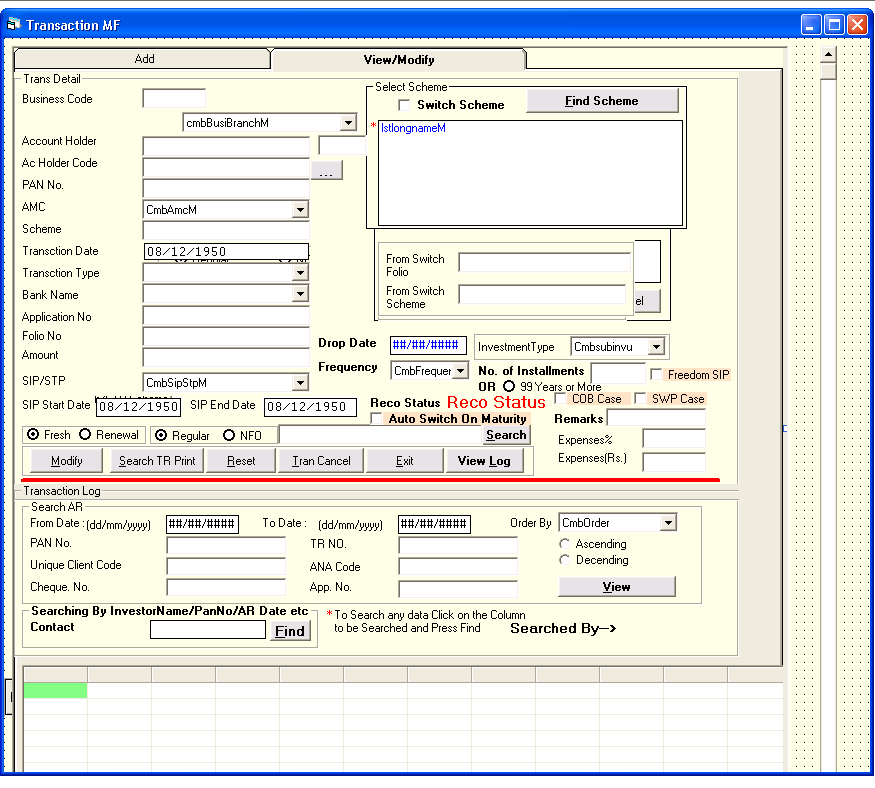 Transaction MF
Add
View/Modify
Trans Detail
Business Code
cmbBusiBranchM
Account Holder
Ac Holder Code
...
PAN No.
AMC
CmbAmcM
Scheme
Transction Date
08/12/1950
Transction Type
Bank Name
Application No
Folio No
Amount
SIP/STP
CmbSipStpM
SIP Start Date
08/12/1950
SIP End Date
08/12/1950
Select Scheme
Switch Scheme
Find Scheme
*
lstlongnameM
From Switch
Folio
From Switch
Scheme
el
Drop Date
##/##/####
InvestmentType
Cmbsubinvu
Frequency
CmbFrequer
No. of Installments
Freedom SIP
OR
99 Years or More
Reco Status
Reco Status
COB Case
SWP Case
Auto Switch On Maturity
Remarks
Fresh
Renewal
Regular
NFO
Search
Expenses%
Expenses(Rs.)
Modify
Search TR Print
Reset
Tran Cancel
Exit
View Log
Transaction Log
Search AR
From Date :
(dd/mm/yyyy)
##/##/####
To Date :
(dd/mm/yyyy)
##/##/####
Order By
CmbOrder
PAN No.
TR NO.
Ascending
Unique Client Code
ANA Code
Decending
Cheque. No.
App. No.
View
Searching By InvestorName/PanNo/AR Date etc
Contact
Find
*To Search any data Click on the Column
to be Searched and Press Find
Searched By-->